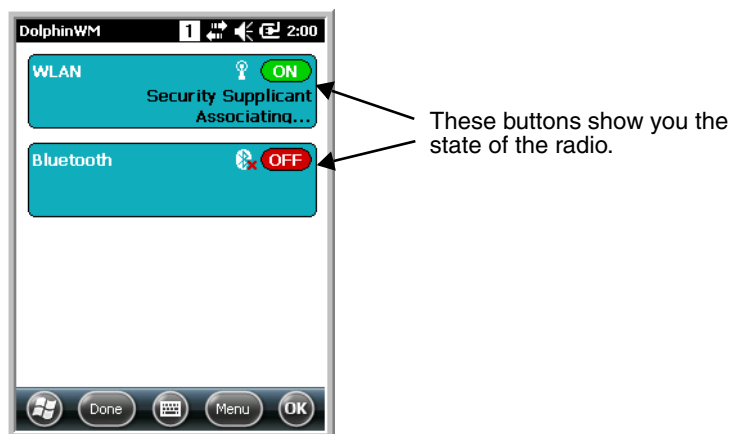 DolphinWM 1 2:00
WLAN ON
Security Supplicant
Associating...
Bluetooth OFF
These buttons show you the
state of the radio.
Done Menu OK